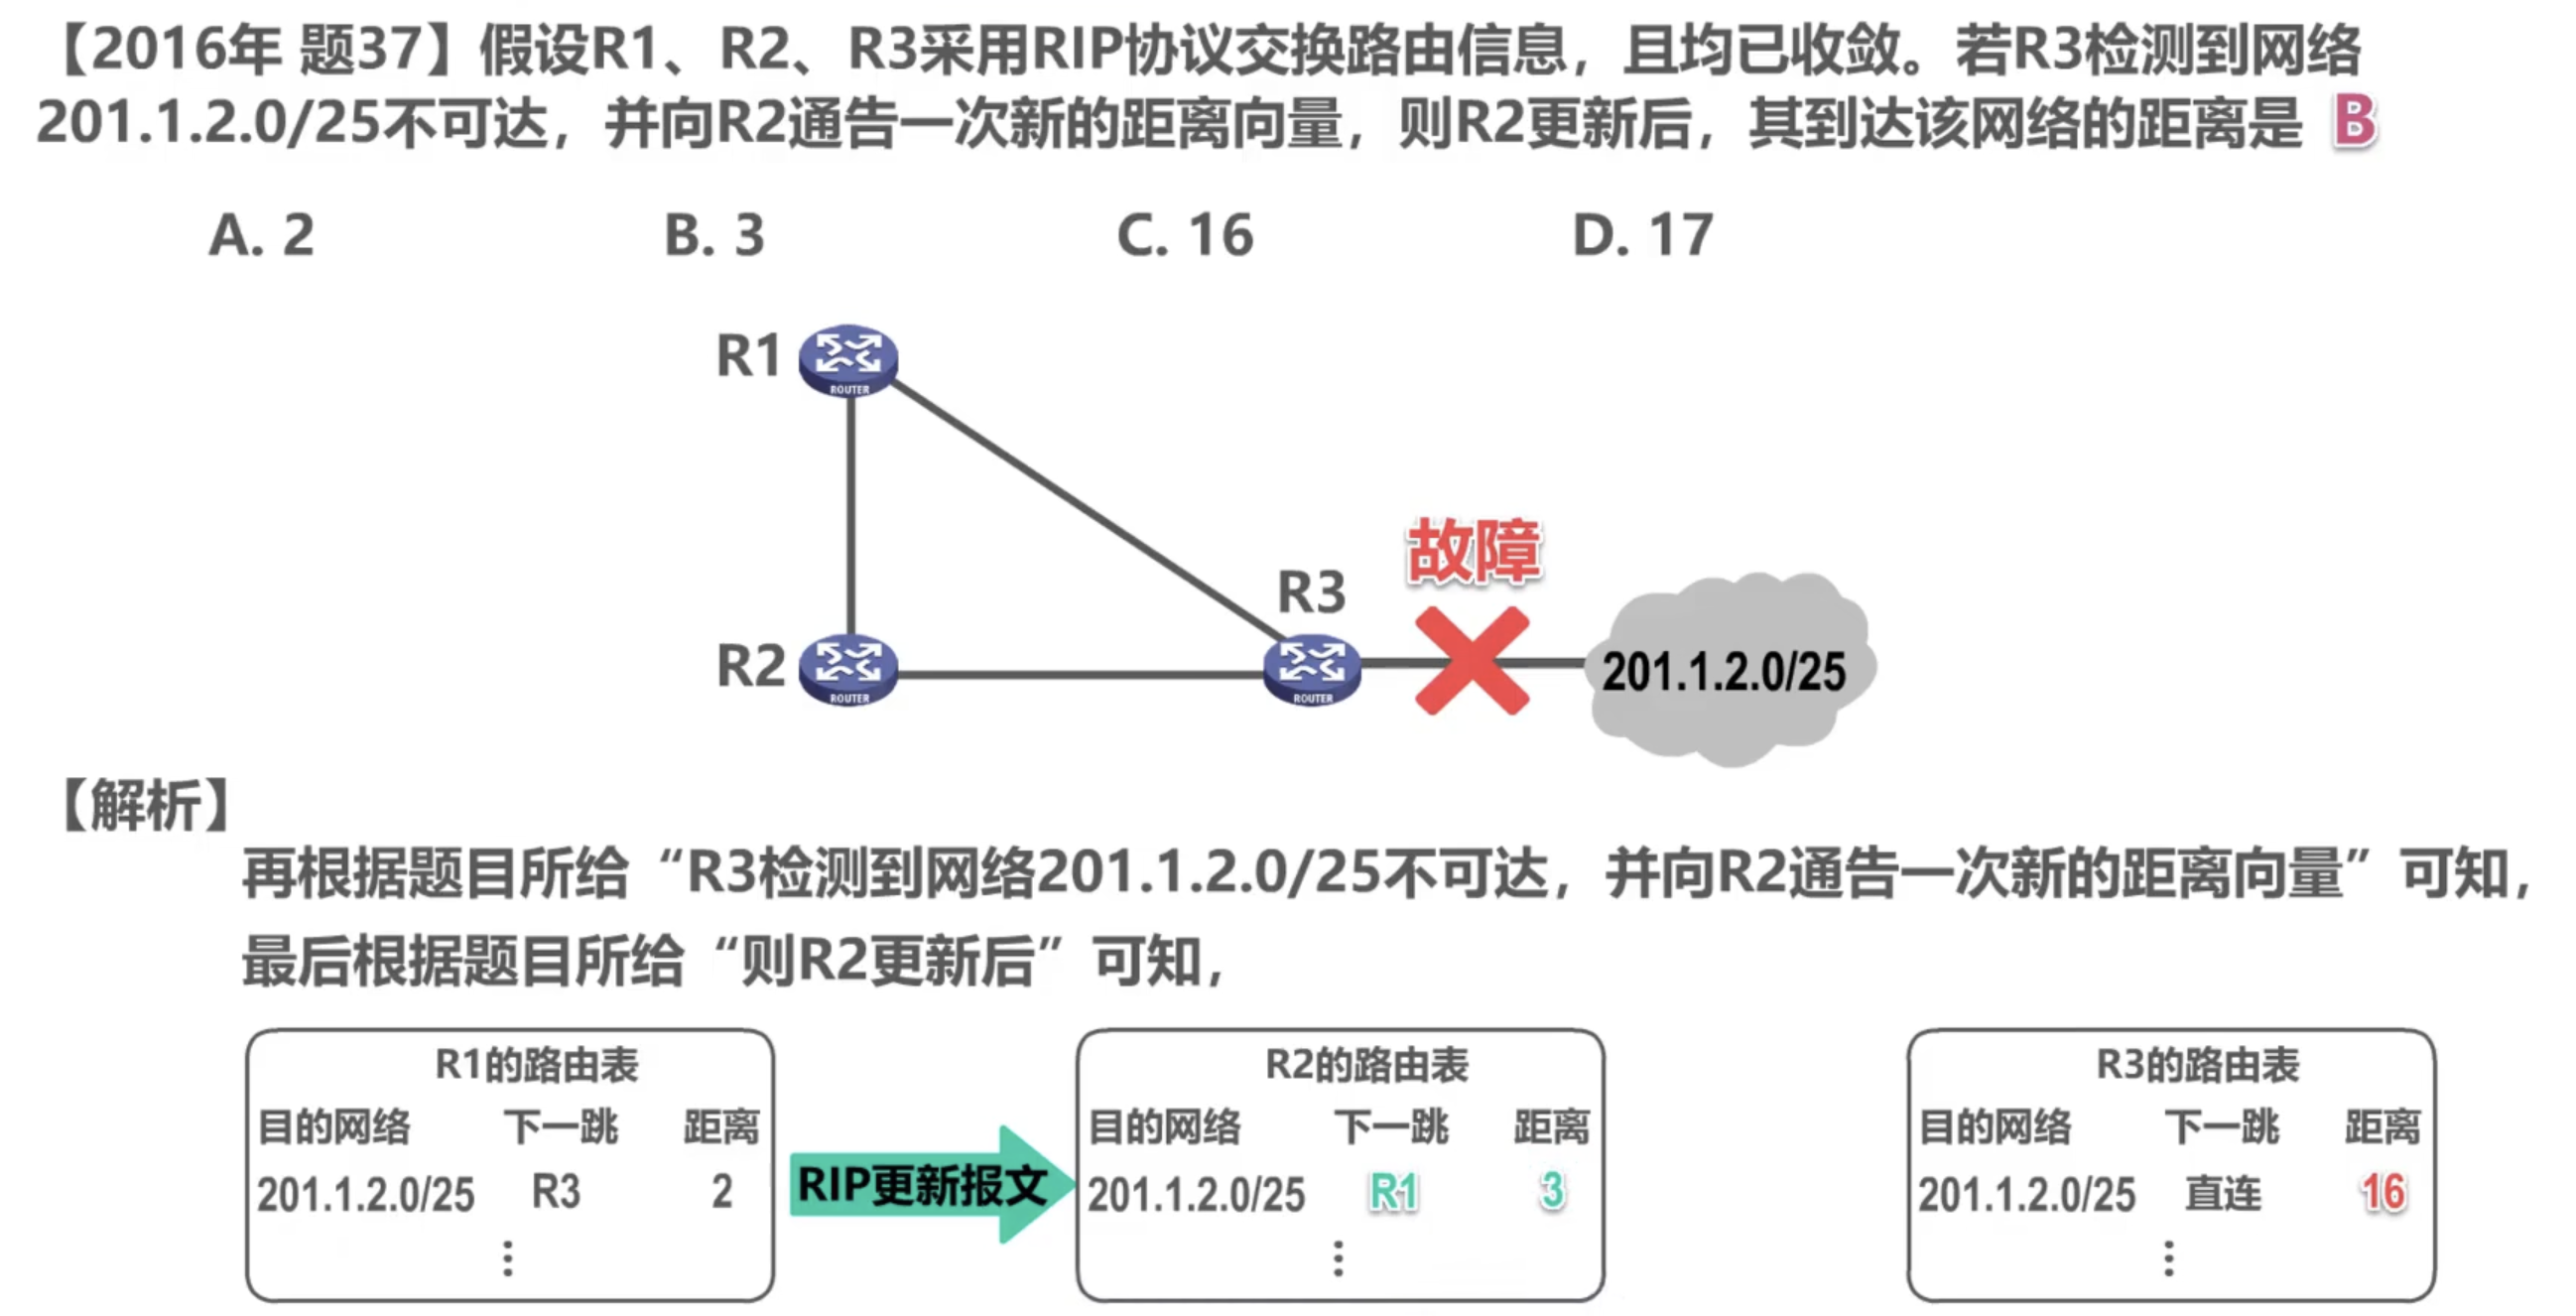 【2016年 题37】假设R1、R2、R3采用RIP协议交换路由信息，且均已收敛。若R3检测到网络
201.1.2.0/25不可达，并向R2通告一次新的距离向量，则R2更新后，其到达该网络的距离是 B
A. 2 B. 3 C. 16 D. 17
R1
ROUTER
故障
R3
R2
ROUTER
ROUTER
201.1.2.0/25
【解析】
再根据题目所给“R3检测到网络201.1.2.0/25不可达，并向R2通告一次新的距离向量”可知，
最后根据题目所给“则R2更新后”可知，
R1的路由表
目的网络 下一跳 距离
201.1.2.0/25 R3 2
⋮
RIP更新报文
R2的路由表
目的网络 下一跳 距离
201.1.2.0/25 R1 3
⋮
R3的路由表
目的网络 下一跳 距离
201.1.2.0/25 直连 16
⋮